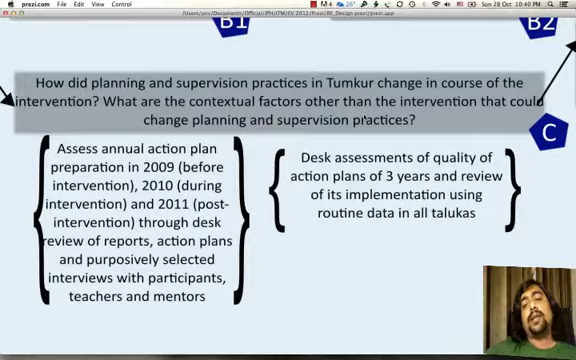 prezi.com File Edit View Control
4 26° Sun 28 Oct 10:40 PM
B1
B2
How did planning and supervision practices in Tumkur change in course of the
intervention? What are the contextual factors other than the intervention that could
change planning and supervision practices?
C
Assess annual action plan
preparation in 2009 (before
intervention), 2010 (during
intervention) and 2011 (post-
intervention) through desk
review of reports, action plans
and purposively selected
interviews with participants,
teachers and mentors
Desk assessments of quality of
action plans of 3 years and review
of its implementation using
routine data in all talukas